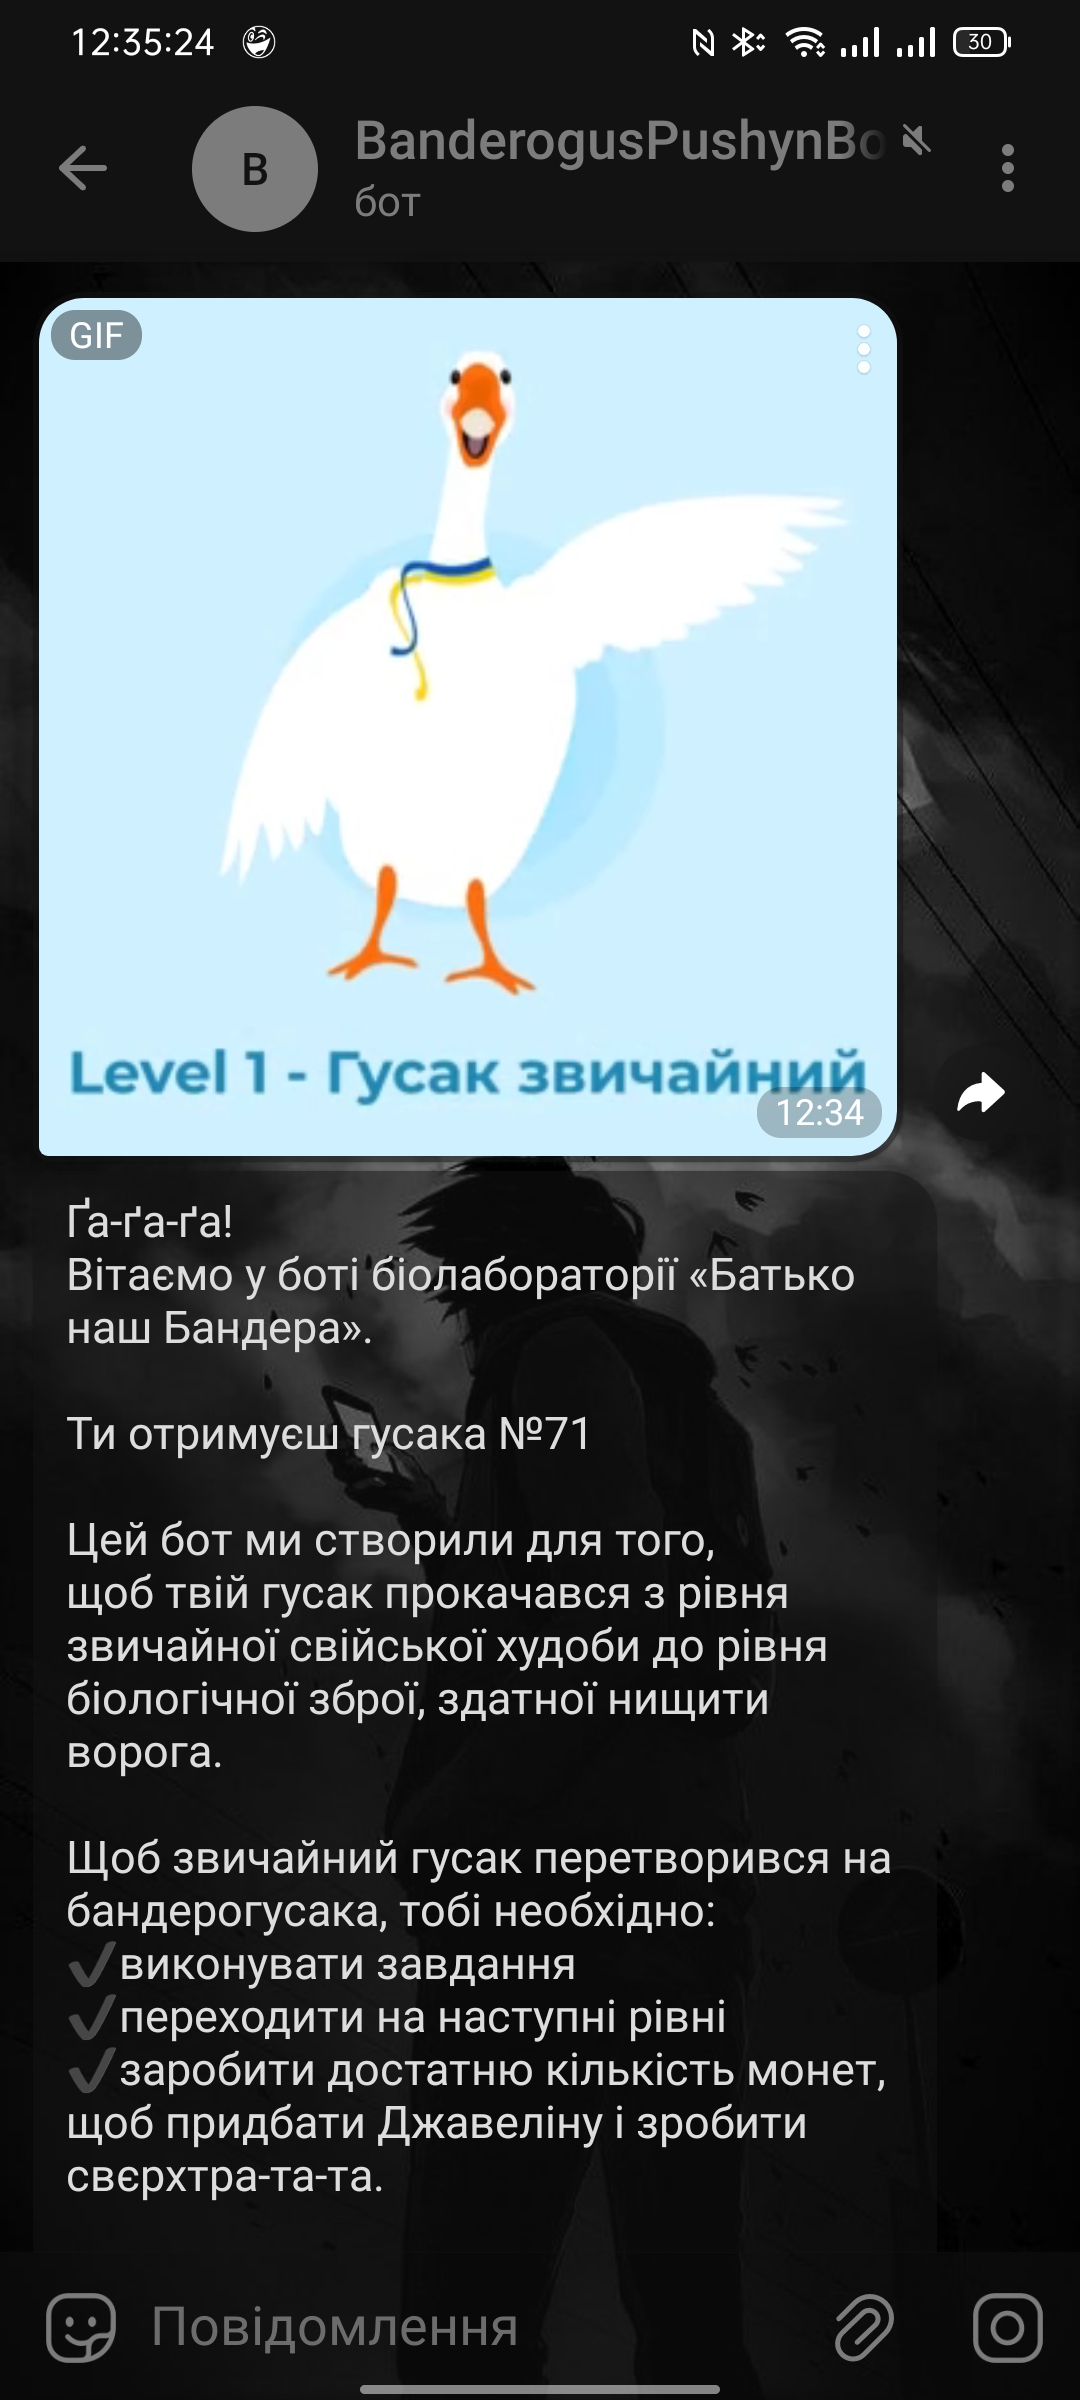 12:35:24
30
B
BanderogusPushynBo
бот
GIF
Level 1 - Гусак звичайний
12:34
Ґа-ґа-ґа!
Вітаємо у боті біолабораторії «Батько
наш Бандера».
Ти отримуєш гусака №71
Цей бот ми створили для того,
щоб твій гусак прокачався з рівня
звичайної свійської худоби до рівня
біологічної зброї, здатної нищити
ворога.
Щоб звичайний гусак перетворився на
бандерогусака, тобі необхідно:
✔виконувати завдання
✔переходити на наступні рівні
✔заробити достатню кількість монет,
щоб придбати Джавеліну і зробити
свєрхтра-та-та.
Повідомлення